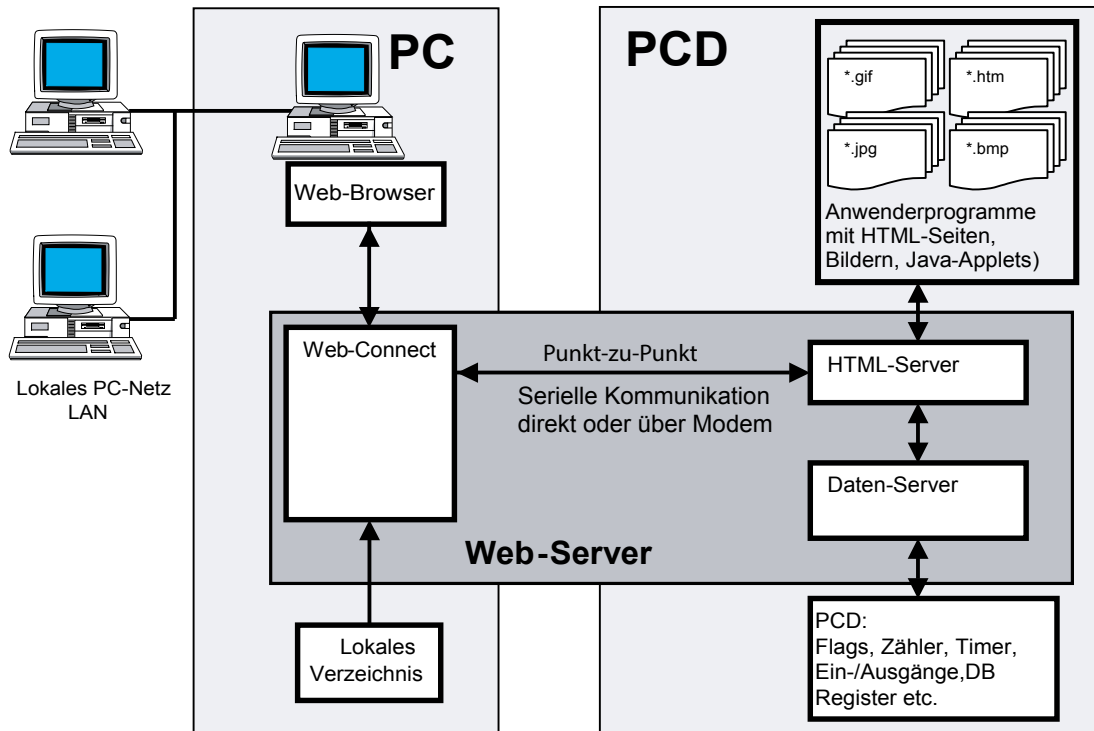 PC
PCD
*.gif
*.htm
*.jpg
*.bmp
Web-Browser
Anwenderprogramme
mit HTML-Seiten,
Bildern, Java-Applets)
Lokales PC-Netz
LAN
Web-Connect
Punkt-zu-Punkt
Serielle Kommunikation
direkt oder über Modem
HTML-Server
Daten-Server
Web-Server
Lokales
Verzeichnis
PCD:
Flags, Zähler, Timer,
Ein-/Ausgänge,DB
Register etc.